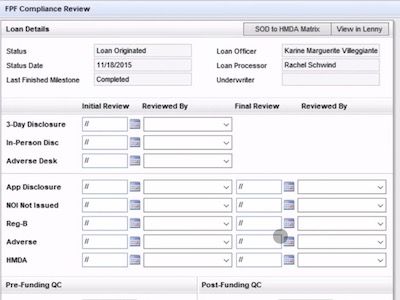 FPF Compliance Review
Loan Details
SOD to HMDA Matrix
View in Lenny
Status Loan Originated Loan Officer Karine Marguerite Villeggiante
Status Date 11/18/2015 Loan Processor Rachel Schwind
Last Finished Milestone Completed Underwriter
Initial Review Reviewed By Final Review Reviewed By
3-Day Disclosure //
In-Person Disc //
Adverse Desk //
App Disclosure // //
NOI Not Issued // //
Reg-B // //
Adverse // //
HMDA // //
Pre-Funding QC Post-Funding QC